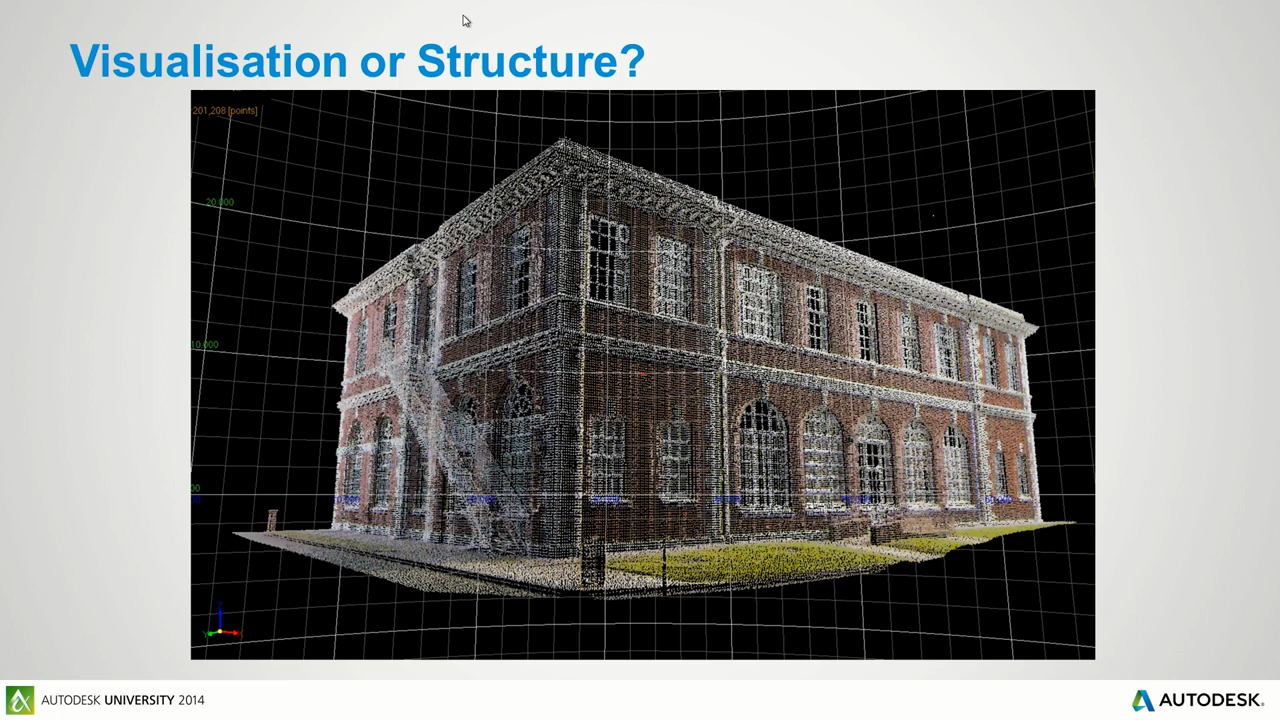 Visualisation or Structure?
201,208 [points]
20.000
10.000
AUTODESK UNIVERSITY 2014
AUTODESK.